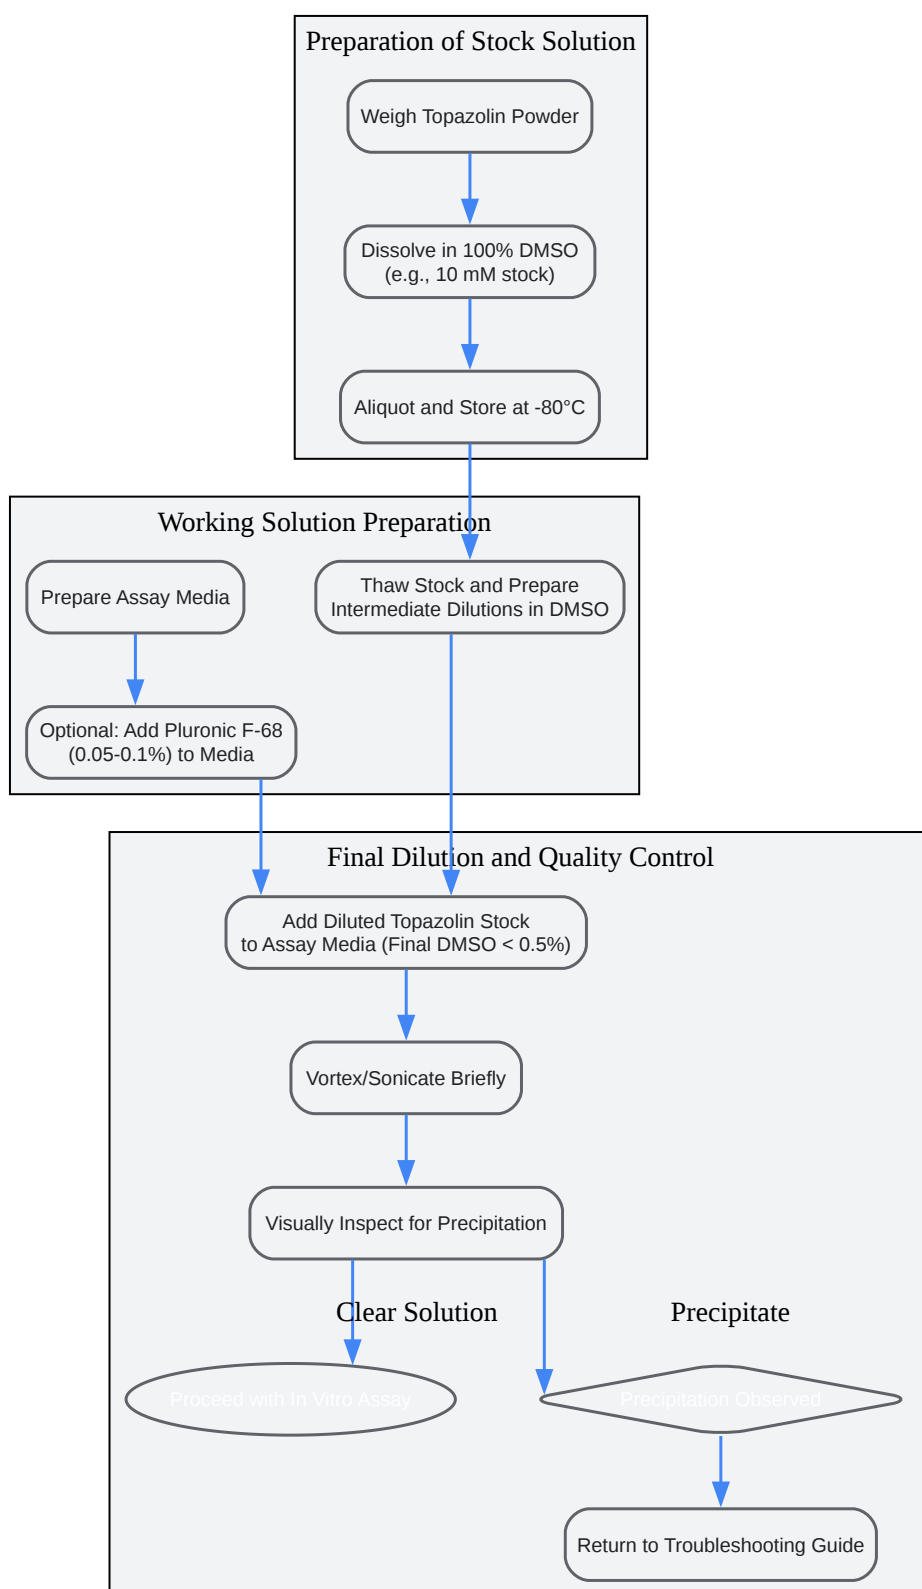 Preparation of Stock Solution
Weigh Topazolin Powder
Dissolve in 100% DMSO
(e.g., 10 mM stock)
Aliquot and Store at -80°C
Working Solution Preparation
Prepare Assay Media
Thaw Stock and Prepare
Intermediate Dilutions in DMSO
Optional: Add Pluronic F-68
(0.05-0.1%) to Media
Final Dilution and Quality Control
Add Diluted Topazolin Stock
to Assay Media (Final DMSO < 0.5%)
Vortex/Sonicate Briefly
Visually Inspect for Precipitation
Clear Solution
Precipitate
Proceed with In Vitro Assay
Precipitation Observed
Return to Troubleshooting Guide